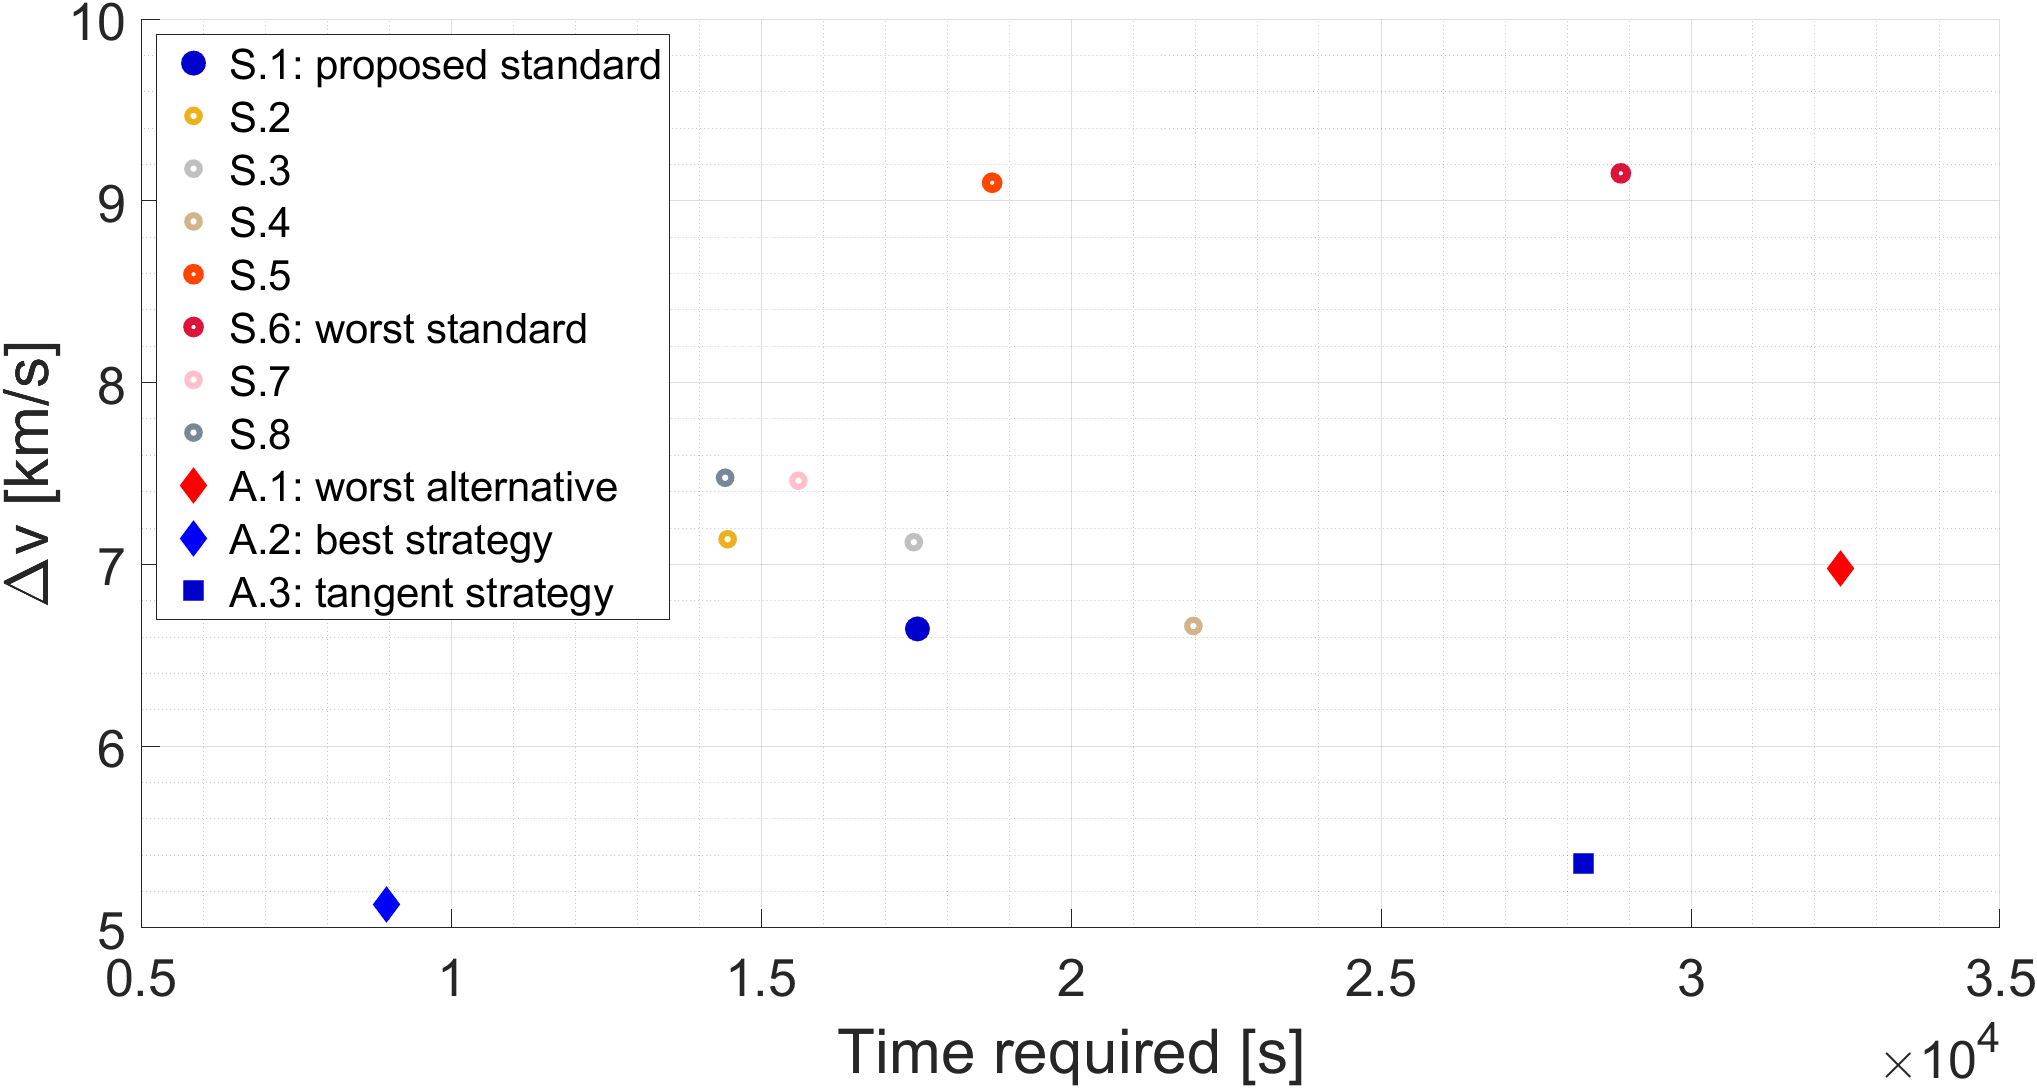 10
9
8
7
6
5
Δv [km/s]
S.1: proposed standard
S.2
S.3
S.4
S.5
S.6: worst standard
S.7
S.8
A.1: worst alternative
A.2: best strategy
A.3: tangent strategy
0.5 1 1.5 2 2.5 3 3.5
Time required [s]
×10⁴